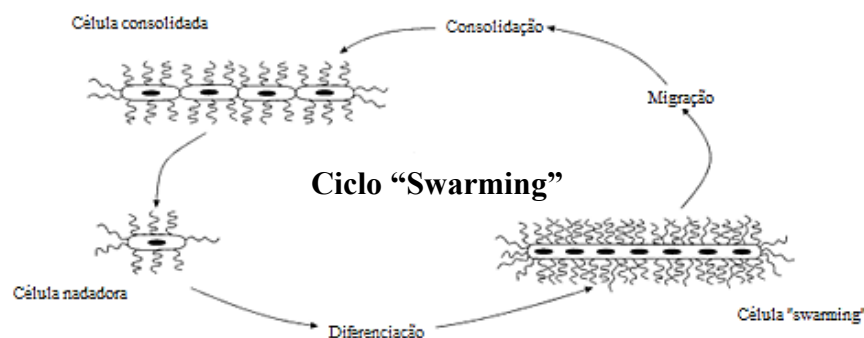 Célula consolidada
Consolidação
Migração
Ciclo “Swarming”
Célula nadadora
Diferenciação
Célula "swarming"